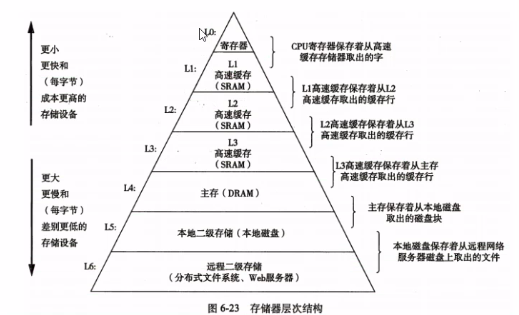 更小
更快和
（每字节）
成本更高的
存储设备
更大
更慢和
（每字节）
差别更低的
存储设备
L0:
寄存器
L1:
L1
高速缓存
（SRAM）
L2:
L2
高速缓存
（SRAM）
L3:
L3
高速缓存
（SRAM）
L4:
主存（DRAM）
L5:
本地二级存储（本地磁盘）
L6:
远程二级存储
（分布式文件系统、Web服务器）
CPU寄存器保存着从高速
缓存存储器取出的字
L1高速缓存保存着从L2
高速缓存取出的缓存行
L2高速缓存保存着从L3
高速缓存取出的缓存行
L3高速缓存保存着从主存
高速缓存取出的缓存行
主存保存着从本地磁盘
取出的磁盘块
本地磁盘保存着从远程网络
服务器磁盘上取出的文件
图 6-23 存储器层次结构